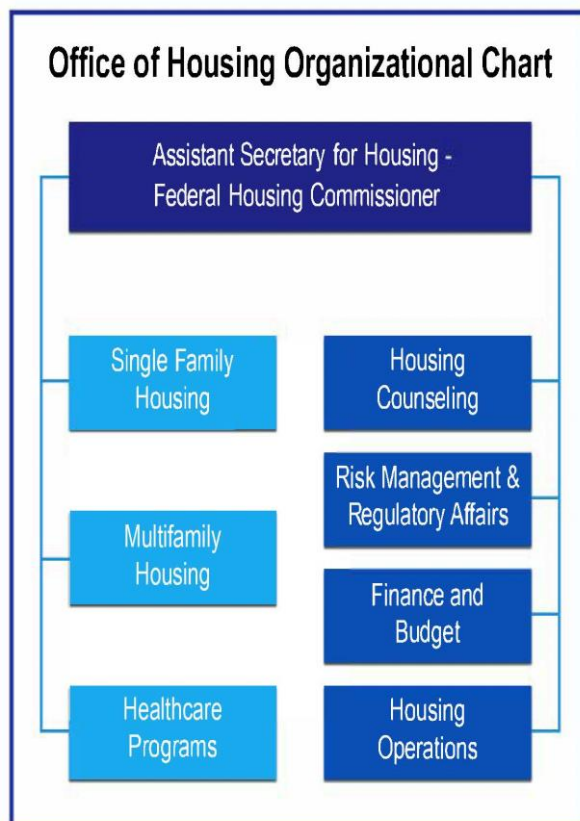 Office of Housing Organizational Chart
Assistant Secretary for Housing -
Federal Housing Commissioner
Single Family
Housing
Multifamily
Housing
Healthcare
Programs
Housing
Counseling
Risk Management &
Regulatory Affairs
Finance and
Budget
Housing
Operations